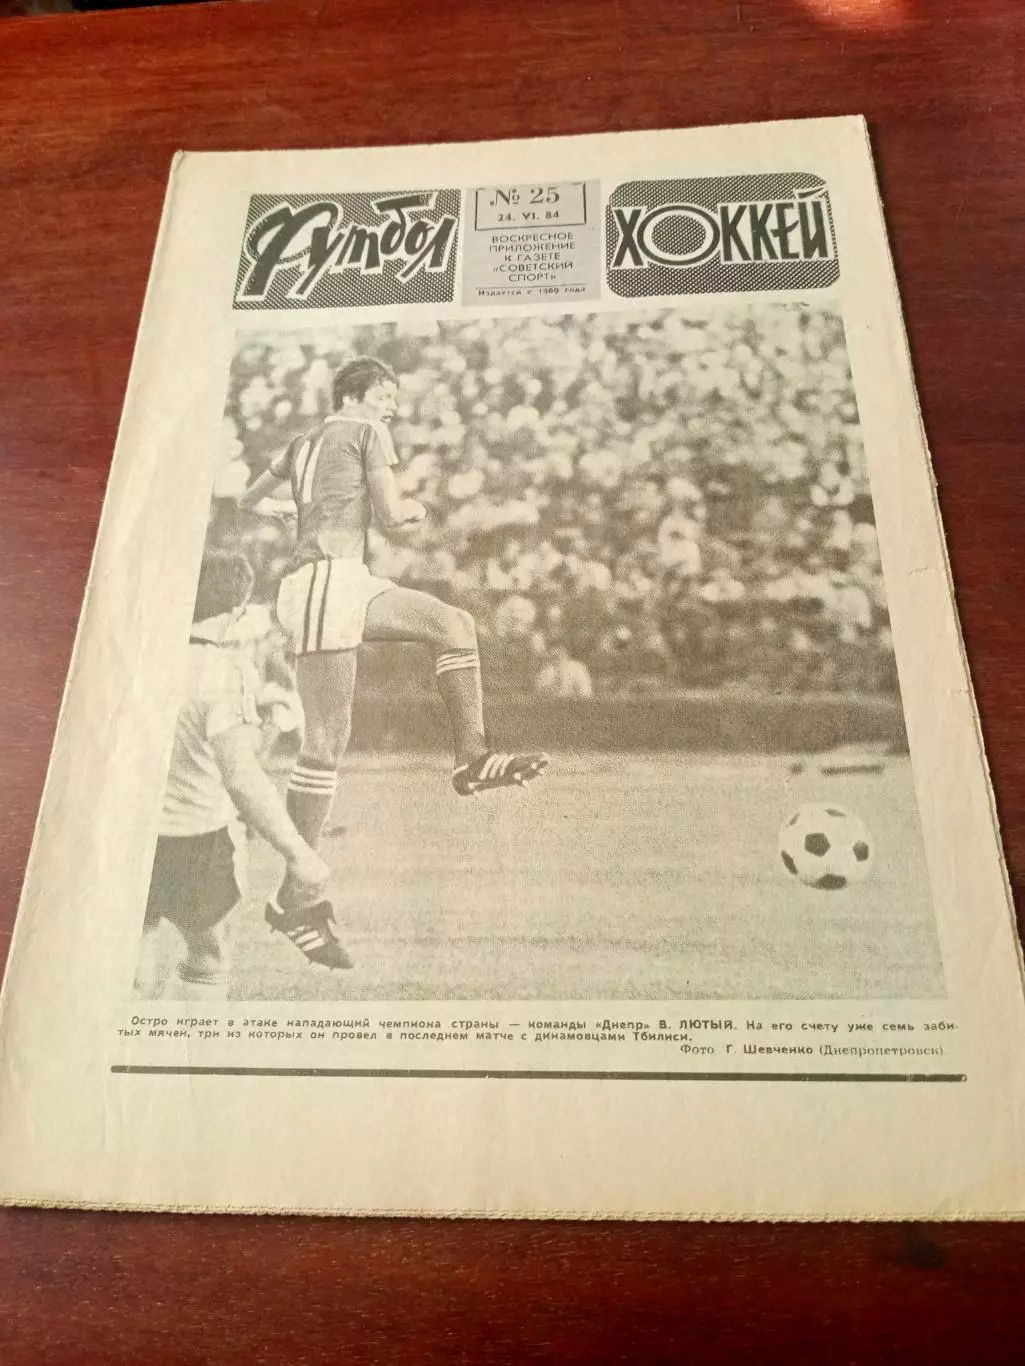 Футбол
№ 25
24. VI. 84
ВОСКРЕСНОЕ
ПРИЛОЖЕНИЕ
К ГАЗЕТЕ
«СОВЕТСКИЙ
СПОРТ»
Издается с 1960 года
ХОККЕЙ
11
Остро играет в атаке нападающий чемпиона страны — команды «Днепр» В. ЛЮТЫЙ. На его счету уже семь заби-
тых мячей, три из которых он провел в последнем матче с динамовцами Тбилиси.
Фото Г. Шевченко (Днепропетровск).